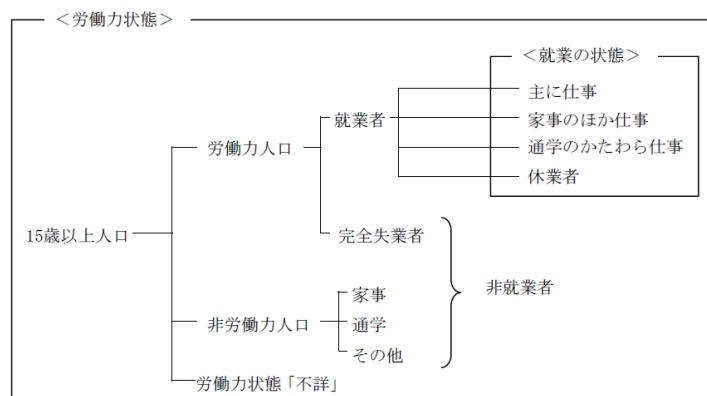 ＜労働力状態＞
＜就業の状態＞
主に仕事
就業者
家事のほか仕事
労働力人口
通学のかたわら仕事
休業者
15歳以上人口
完全失業者
非就業者
家事
非労働力人口
通学
その他
労働力状態「不詳」